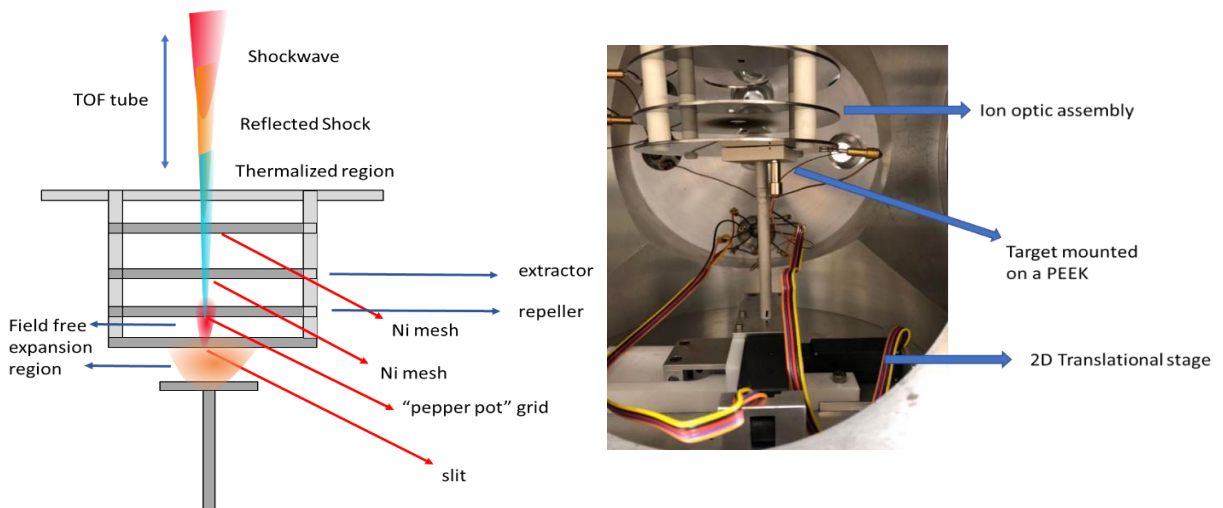 Shockwave
TOF tube
Reflected Shock
Thermalized region
extractor
repeller
Ni mesh
Field free
expansion
region
Ni mesh
“pepper pot” grid
slit
Ion optic assembly
Target mounted
on a PEEK
2D Translational stage